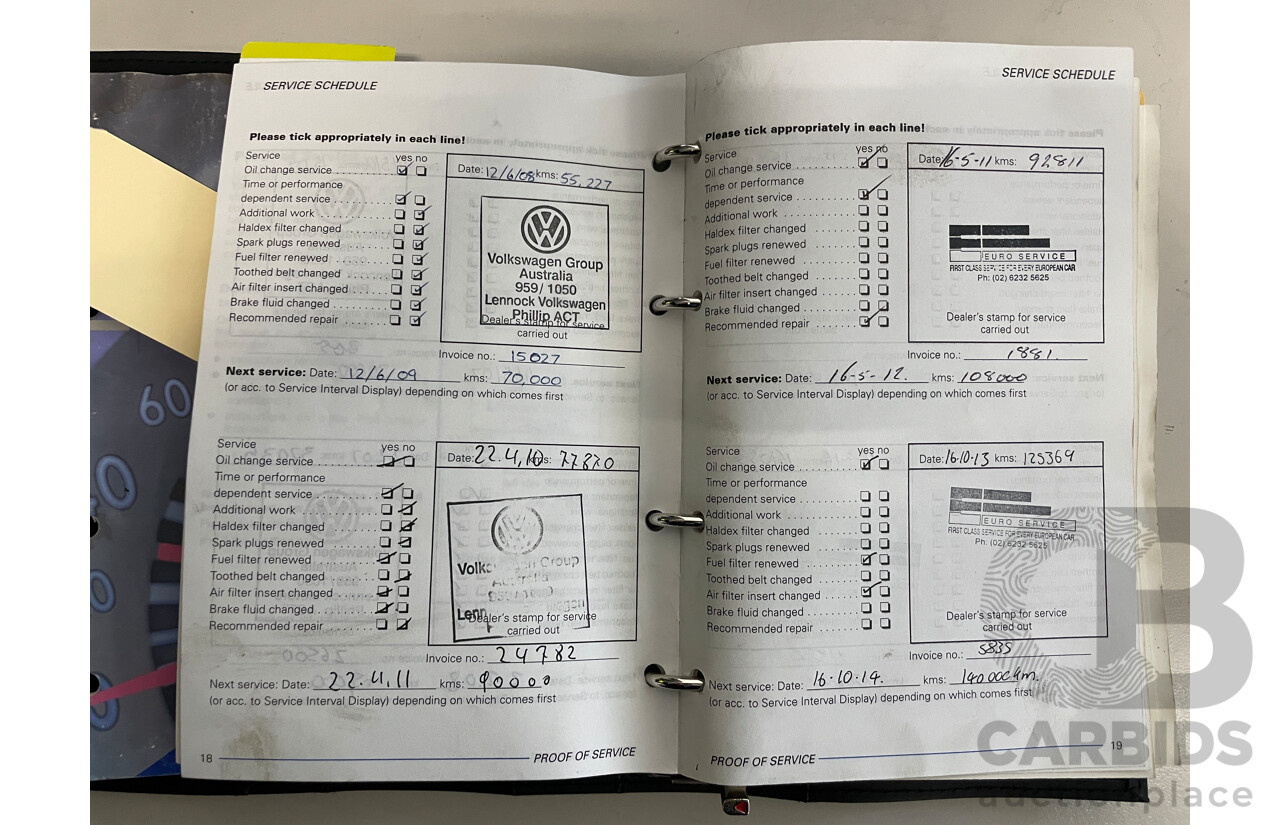 SERVICE SCHEDULE
Please tick appropriately in each line!
Service yes no
Oil change service
Time or performance
dependent service
Additional work
Haldex filter changed
Spark plugs renewed
Fuel filter renewed
Toothed belt changed
Air filter insert changed
Brake fluid changed
Recommended repair
Date: 12/6/08 kms: 55,227
Volkswagen Group
Australia
959/ 1050
Lennock Volkswagen
Phillip ACT
Dealer's stamp for service
carried out
Invoice no.: 15027
Next service: Date: 12/6/09 kms: 70,000
(or acc. to Service Interval Display) depending on which comes first
Service yes no
Oil change service
Time or performance
dependent service
Additional work
Haldex filter changed
Spark plugs renewed
Fuel filter renewed
Toothed belt changed
Air filter insert changed
Brake fluid changed
Recommended repair
Date: 22.4.10 kms: 77870
Dealer's stamp for service
carried out
Invoice no.: 24782
Next service: Date: 22.4.11 kms: 90000
(or acc. to Service Interval Display) depending on which comes first
18 PROOF OF SERVICE
SERVICE SCHEDULE
Please tick appropriately in each line!
Service yes no
Oil change service
Time or performance
dependent service
Additional work
Haldex filter changed
Spark plugs renewed
Fuel filter renewed
Toothed belt changed
Air filter insert changed
Brake fluid changed
Recommended repair
Date: 16-5-11 kms: 92811
EURO SERVICE
FIRST CLASS SERVICE FOR EVERY EUROPEAN CAR
Ph: (02) 6232 5625
Dealer's stamp for service
carried out
Invoice no.: 1881.
Next service: Date: 16-5-12. kms: 108000
(or acc. to Service Interval Display) depending on which comes first
Service yes no
Oil change service
Time or performance
dependent service
Additional work
Haldex filter changed
Spark plugs renewed
Fuel filter renewed
Toothed belt changed
Air filter insert changed
Brake fluid changed
Recommended repair
Date: 16.10.13 kms: 125369
EURO SERVICE
FIRST CLASS SERVICE FOR EVERY EUROPEAN CAR
Ph: (02) 6232 5625
Dealer's stamp for service
carried out
Invoice no.: 5835
Next service: Date: 16.10.14. kms: 140000km.
(or acc. to Service Interval Display) depending on which comes first
PROOF OF SERVICE 19
60
CARBIDS
auctionplace